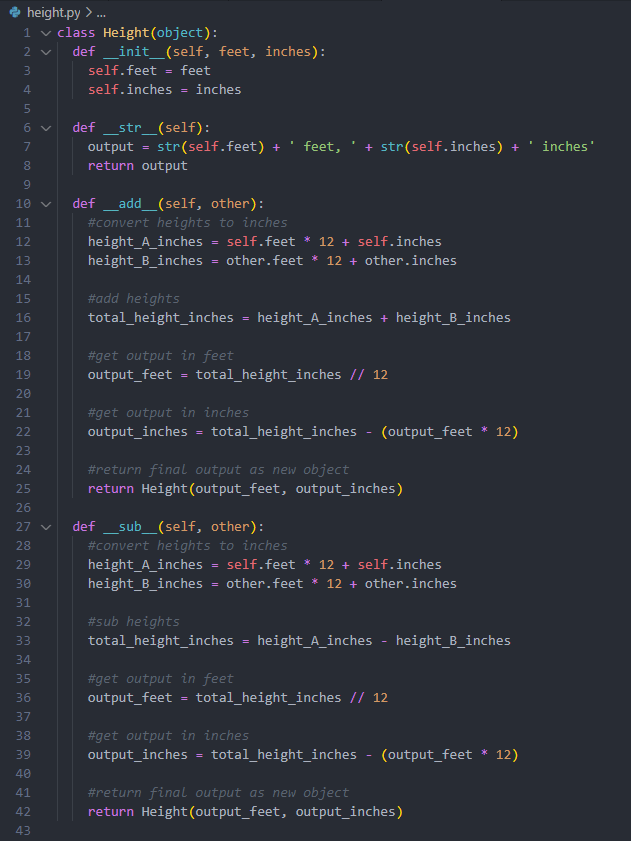 height.py > ...
1 class Height(object):
2 def __init__(self, feet, inches):
3 self.feet = feet
4 self.inches = inches
5
6 def __str__(self):
7 output = str(self.feet) + ' feet, ' + str(self.inches) + ' inches'
8 return output
9
10 def __add__(self, other):
11 #convert heights to inches
12 height_A_inches = self.feet * 12 + self.inches
13 height_B_inches = other.feet * 12 + other.inches
14
15 #add heights
16 total_height_inches = height_A_inches + height_B_inches
17
18 #get output in feet
19 output_feet = total_height_inches // 12
20
21 #get output in inches
22 output_inches = total_height_inches - (output_feet * 12)
23
24 #return final output as new object
25 return Height(output_feet, output_inches)
26
27 def __sub__(self, other):
28 #convert heights to inches
29 height_A_inches = self.feet * 12 + self.inches
30 height_B_inches = other.feet * 12 + other.inches
31
32 #sub heights
33 total_height_inches = height_A_inches - height_B_inches
34
35 #get output in feet
36 output_feet = total_height_inches // 12
37
38 #get output in inches
39 output_inches = total_height_inches - (output_feet * 12)
40
41 #return final output as new object
42 return Height(output_feet, output_inches)
43